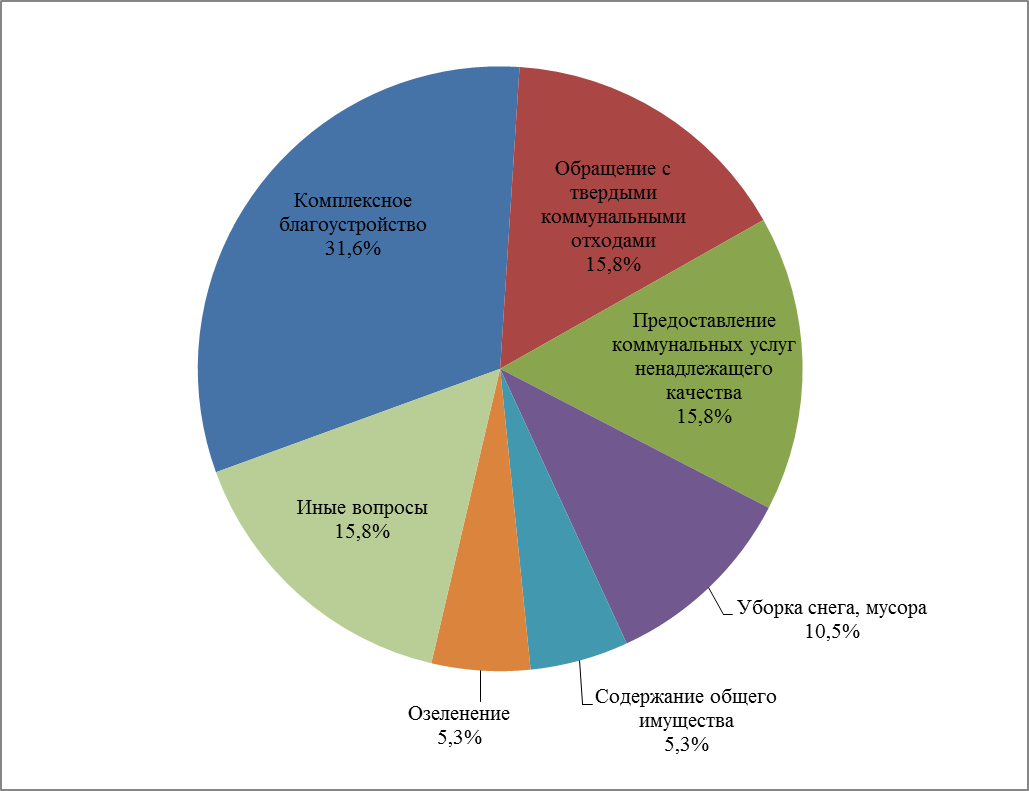 Комплексное
благоустройство
31,6%
Обращение с
твердыми
коммунальными
отходами
15,8%
Предоставление
коммунальных услуг
ненадлежащего
качества
15,8%
Уборка снега, мусора
10,5%
Содержание общего
имущества
5,3%
Озеленение
5,3%
Иные вопросы
15,8%